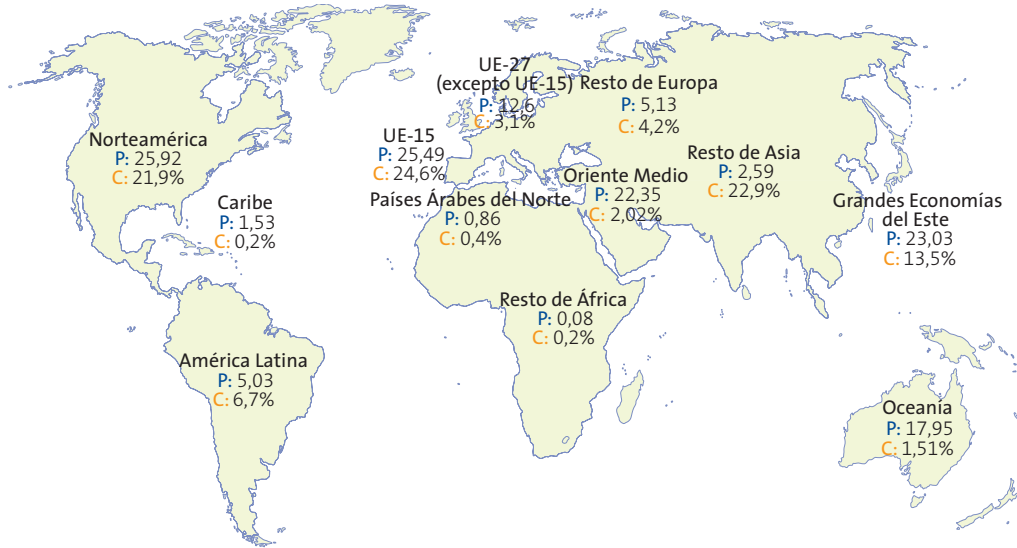 UE-27
(excepto UE-15)
P: 12,6
C: 3,1%
Resto de Europa
P: 5,13
C: 4,2%
Norteamérica
P: 25,92
C: 21,9%
UE-15
P: 25,49
C: 24,6%
Resto de Asia
P: 2,59
C: 22,9%
Oriente Medio
P: 22,35
C: 2,02%
Caribe
P: 1,53
C: 0,2%
Países Árabes del Norte
P: 0,86
C: 0,4%
Grandes Economías
del Este
P: 23,03
C: 13,5%
Resto de África
P: 0,08
C: 0,2%
América Latina
P: 5,03
C: 6,7%
Oceanía
P: 17,95
C: 1,51%